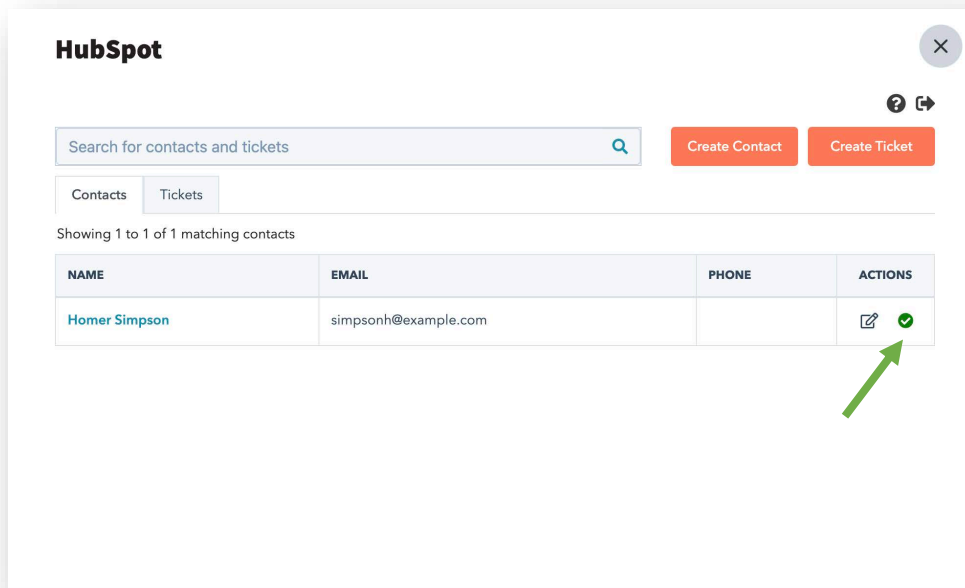 HubSpot
Search for contacts and tickets
Create Contact
Create Ticket
Contacts
Tickets
Showing 1 to 1 of 1 matching contacts
NAME EMAIL PHONE ACTIONS
Homer Simpson simpsonh@example.com